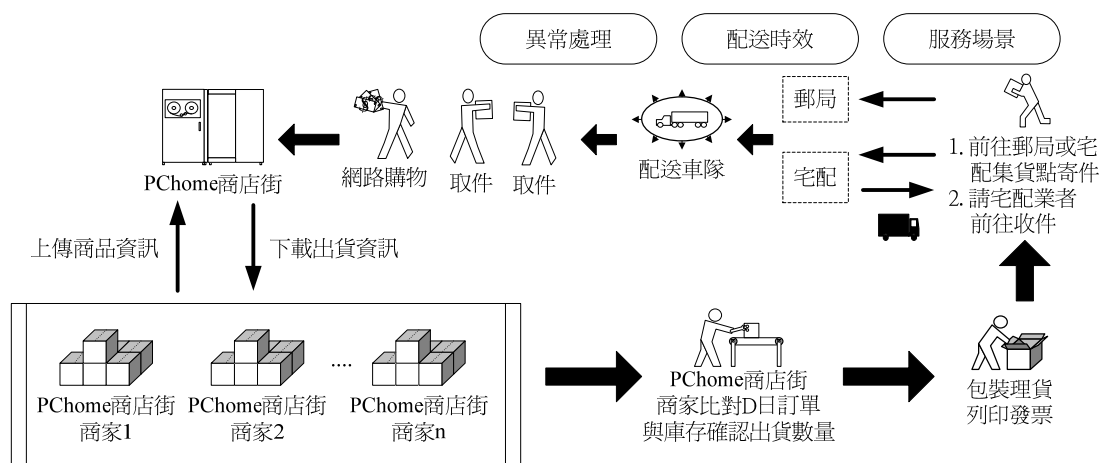 異常處理
配送時效
服務場景
郵局
宅配
1. 前往郵局或宅
配集貨點寄件
2. 請宅配業者
前往收件
配送車隊
取件
取件
網路購物
PChome商店街
上傳商品資訊
下載出貨資訊
PChome商店街
商家1
PChome商店街
商家2
....
PChome商店街
商家n
PChome商店街
商家比對D日訂單
與庫存確認出貨數量
包裝理貨
列印發票